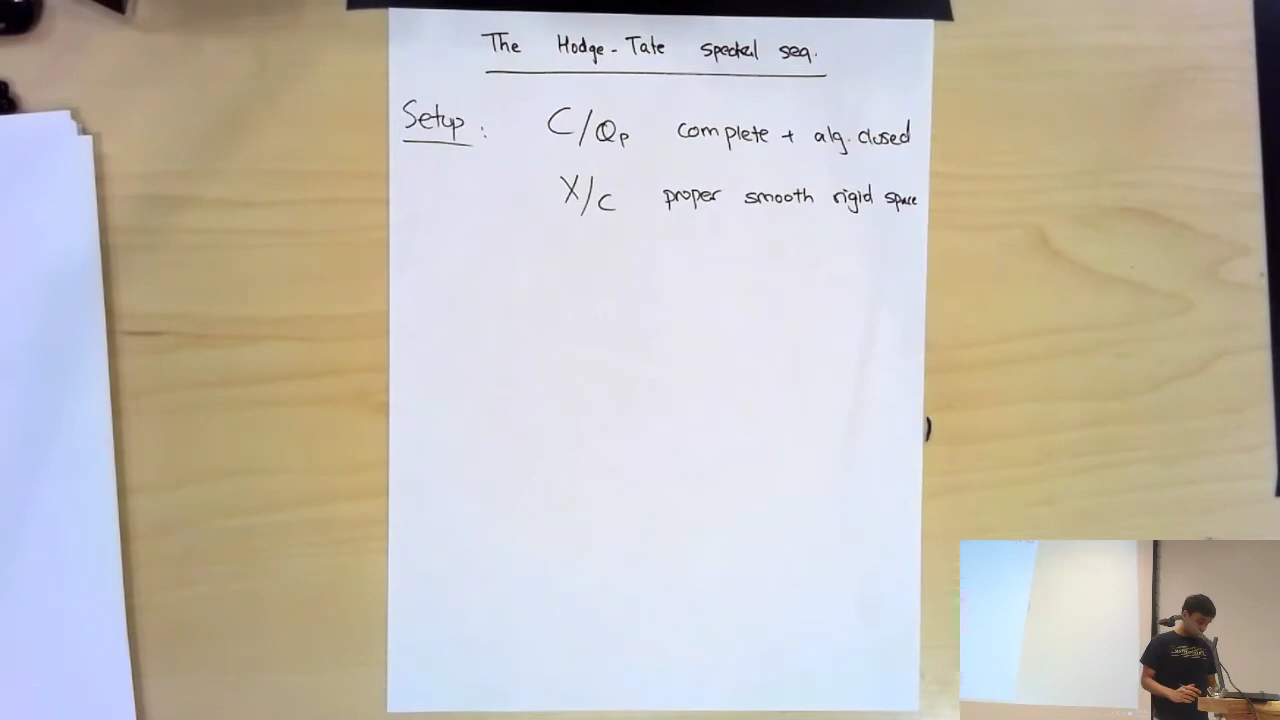 The Hodge-Tate spectral seq.
Setup: C/Qp complete + alg. closed
X/C proper smooth rigid space